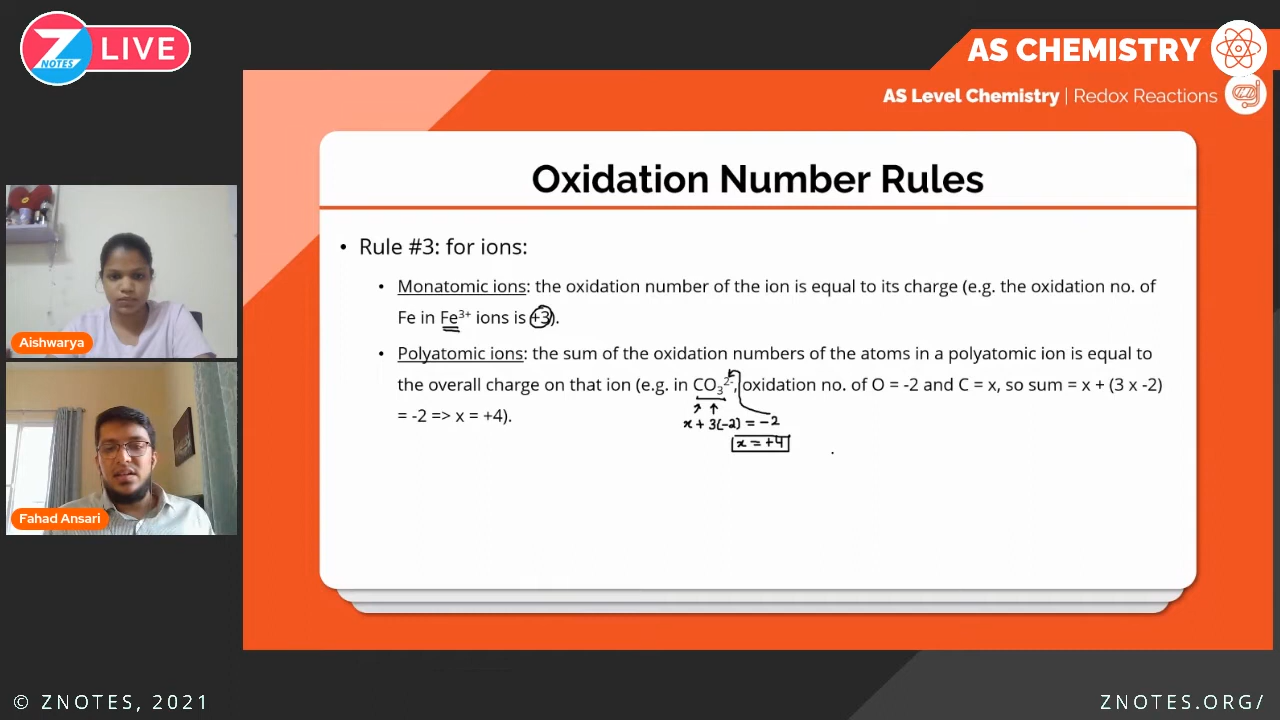 Z NOTES LIVE
AS CHEMISTRY
AS Level Chemistry | Redox Reactions
Oxidation Number Rules
• Rule #3: for ions:
• Monatomic ions: the oxidation number of the ion is equal to its charge (e.g. the oxidation no. of
Fe in Fe³⁺ ions is +3).
• Polyatomic ions: the sum of the oxidation numbers of the atoms in a polyatomic ion is equal to
the overall charge on that ion (e.g. in CO₃²⁻, oxidation no. of O = -2 and C = x, so sum = x + (3 x -2)
= -2 => x = +4).
x + 3(-2) = -2
x = +4
Aishwarya
Fahad Ansari
© ZNOTES, 2021
ZNOTES.ORG/